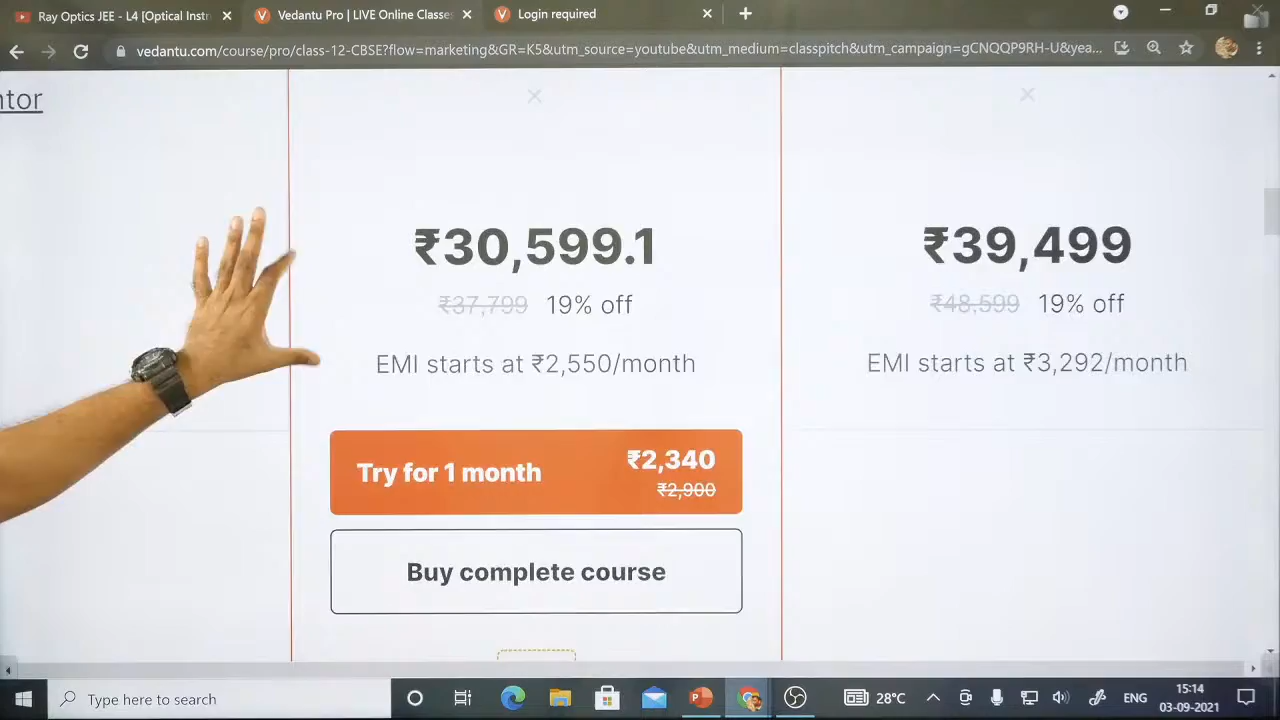 Ray Optics JEE - L4 [Optical Instr
Vedantu Pro | LIVE Online Classe
Login required
vedantu.com/course/pro/class-12-CBSE?flow=marketing&GR=K5&utm_source=youtube&utm_medium=classpitch&utm_campaign=gCNQQP9RH-U&yea...
ntor
₹30,599.1
₹37,799 19% off
EMI starts at ₹2,550/month
Try for 1 month
₹2,340
₹2,900
Buy complete course
₹39,499
₹48,599 19% off
EMI starts at ₹3,292/month
Type here to search
28°C
ENG
15:14
03-09-2021